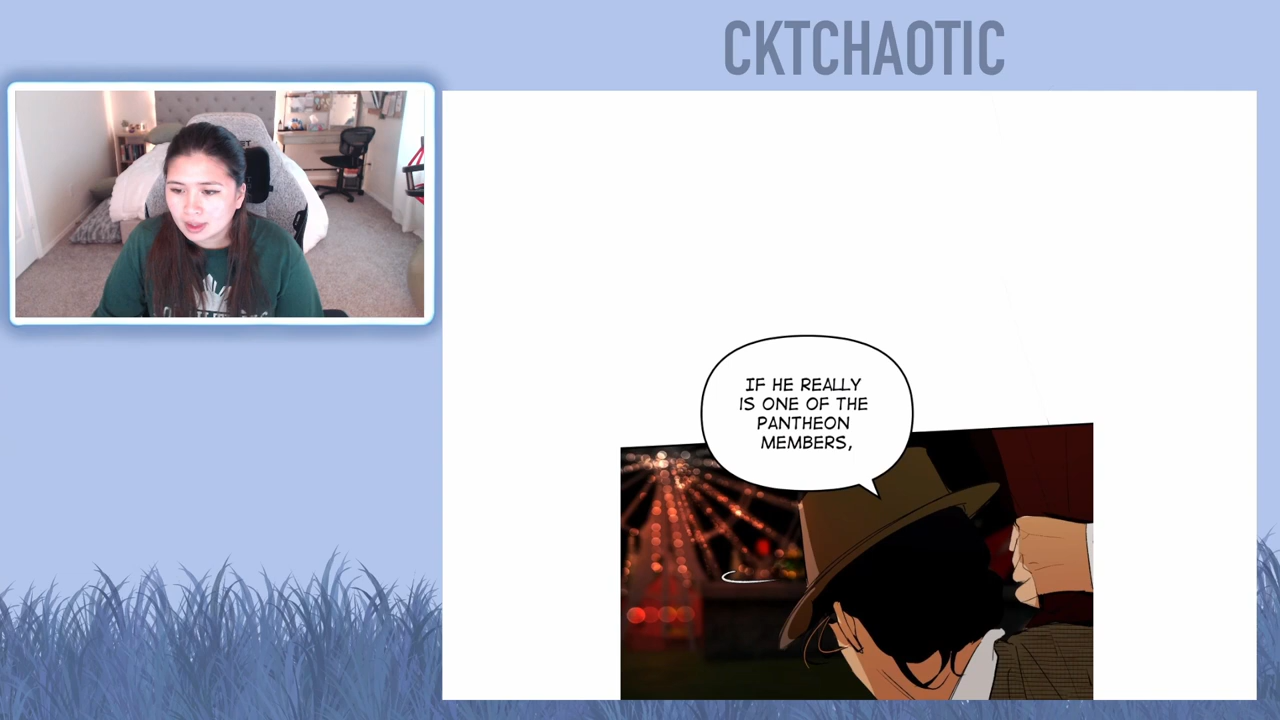 CKTCHAOTIC
IF HE REALLY
IS ONE OF THE
PANTHEON
MEMBERS,